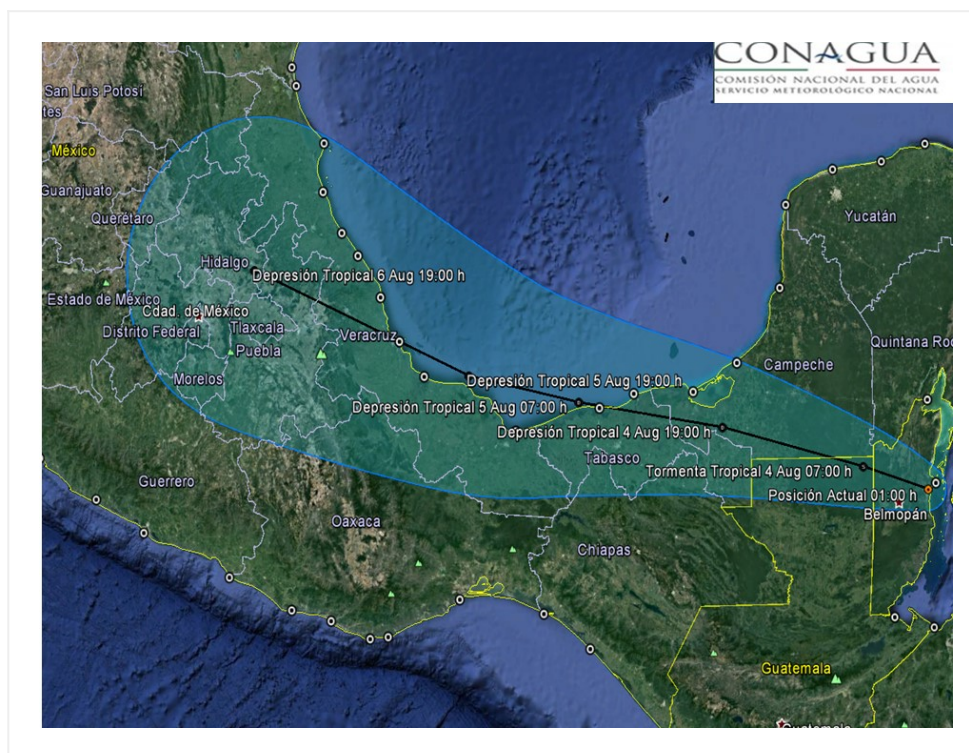 CONAGUA
COMISIÓN NACIONAL DEL AGUA
SERVICIO METEOROLÓGICO NACIONAL
San Luis Potosí
tes
México
Guanajuato
Querétaro
Yucatán
Hidalgo
Depresión Tropical 6 Aug 19:00 h
Estado de México
Cdad. de México
Distrito Federal
Tlaxcala
Veracruz
Puebla
Quintana Roo
Campeche
Morelos
Depresión Tropical 5 Aug 19:00 h
Depresión Tropical 5 Aug 07:00 h
Depresión Tropical 4 Aug 19:00 h
Tabasco
Tormenta Tropical 4 Aug 07:00 h
Guerrero
Posición Actual 01:00 h
Belmopán
Oaxaca
Chiapas
Guatemala
Guatemala